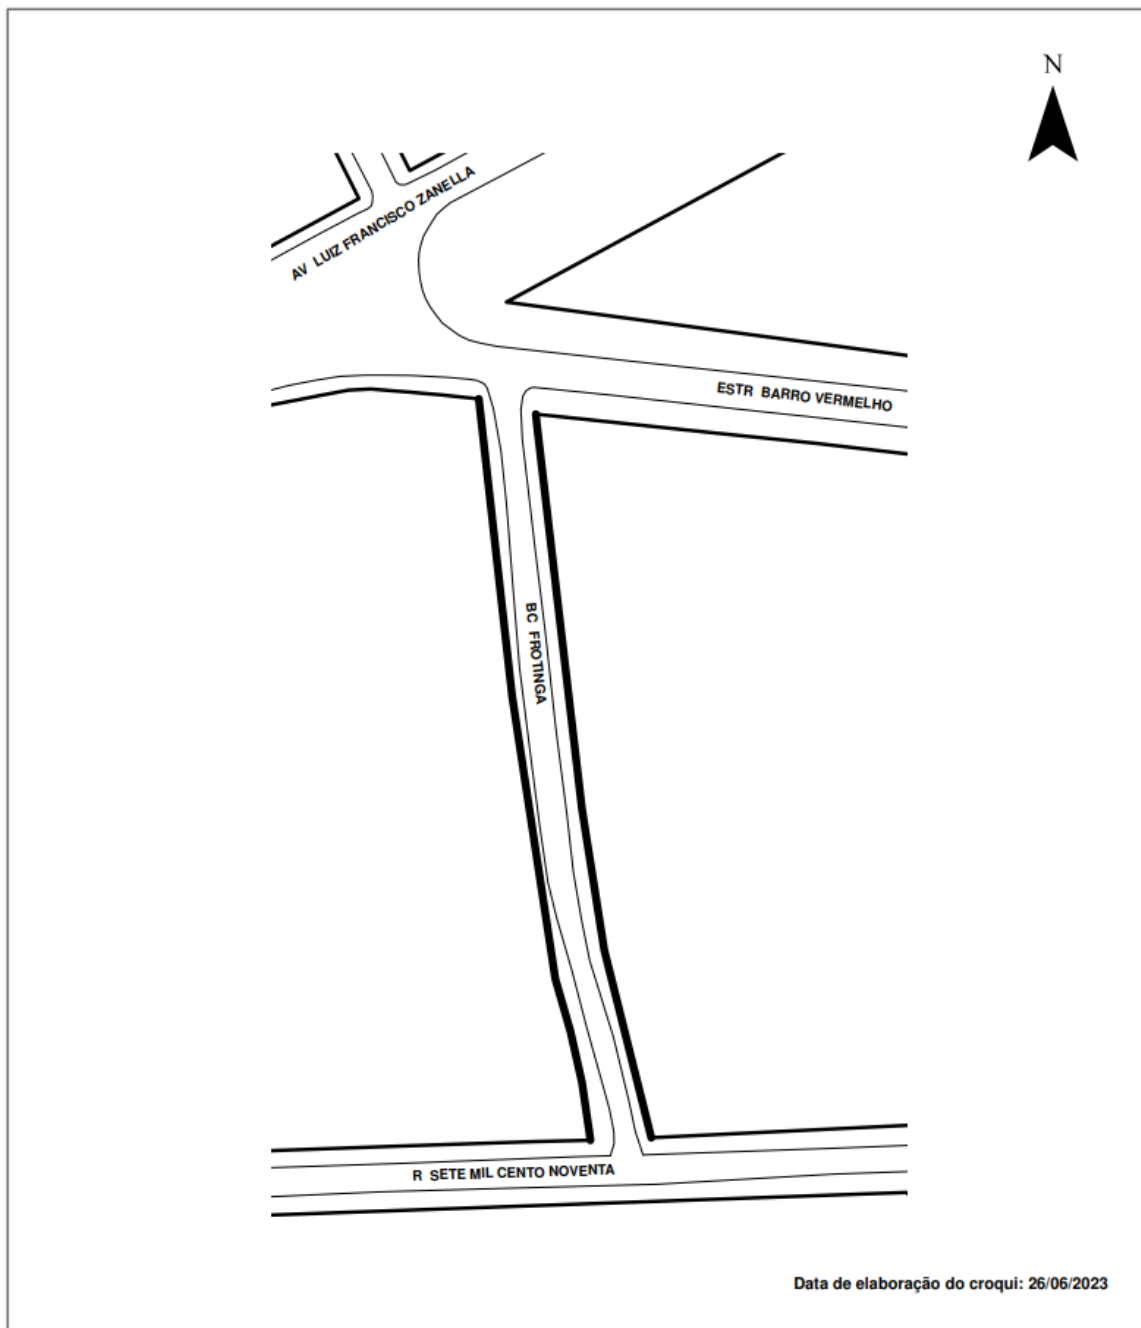 N
AV LUIZ FRANCISCO ZANELLA
ESTR BARRO VERMELHO
BC FROTINGA
R SETE MIL CENTO NOVENTA
Data de elaboração do croqui: 26/06/2023